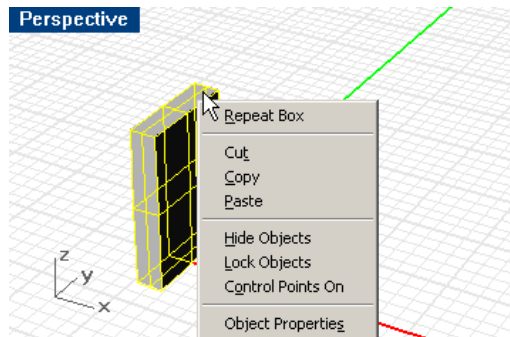 Perspective
Repeat Box
Cut
Copy
Paste
Hide Objects
Lock Objects
Control Points On
Object Properties
z
y
x